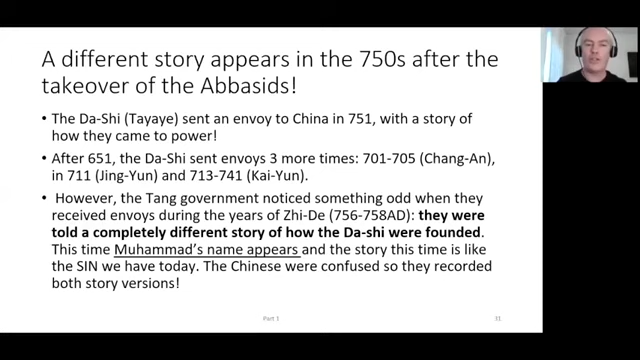 A different story appears in the 750s after the
takeover of the Abbasids!
• The Da-Shi (Tayaye) sent an envoy to China in 751, with a story of
how they came to power!
• After 651, the Da-Shi sent envoys 3 more times: 701-705 (Chang-An),
in 711 (Jing-Yun) and 713-741 (Kai-Yun).
• However, the Tang government noticed something odd when they
received envoys during the years of Zhi-De (756-758AD): they were
told a completely different story of how the Da-shi were founded.
This time Muhammad's name appears and the story this time is like
the SIN we have today. The Chinese were confused so they recorded
both story versions!
Part 1
31